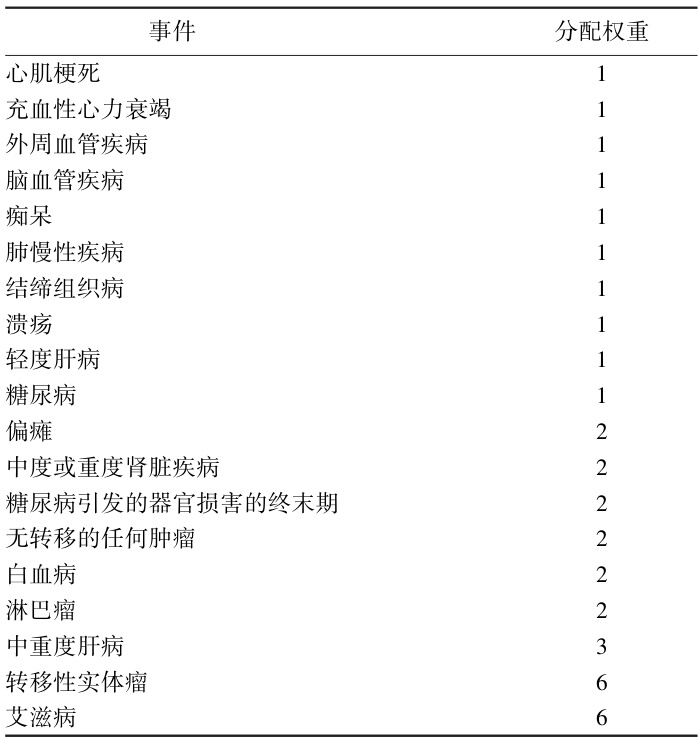 事件 分配权重
心肌梗死 1
充血性心力衰竭 1
外周血管疾病 1
脑血管疾病 1
痴呆 1
肺慢性疾病 1
结缔组织病 1
溃疡 1
轻度肝病 1
糖尿病 1
偏瘫 2
中度或重度肾脏疾病 2
糖尿病引发的器官损害的终末期 2
无转移的任何肿瘤 2
白血病 2
淋巴瘤 2
中重度肝病 3
转移性实体瘤 6
艾滋病 6